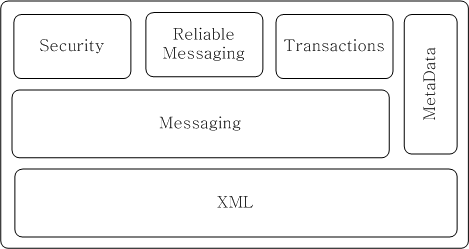 Security
Reliable
Messaging
Transactions
MetaData
Messaging
XML